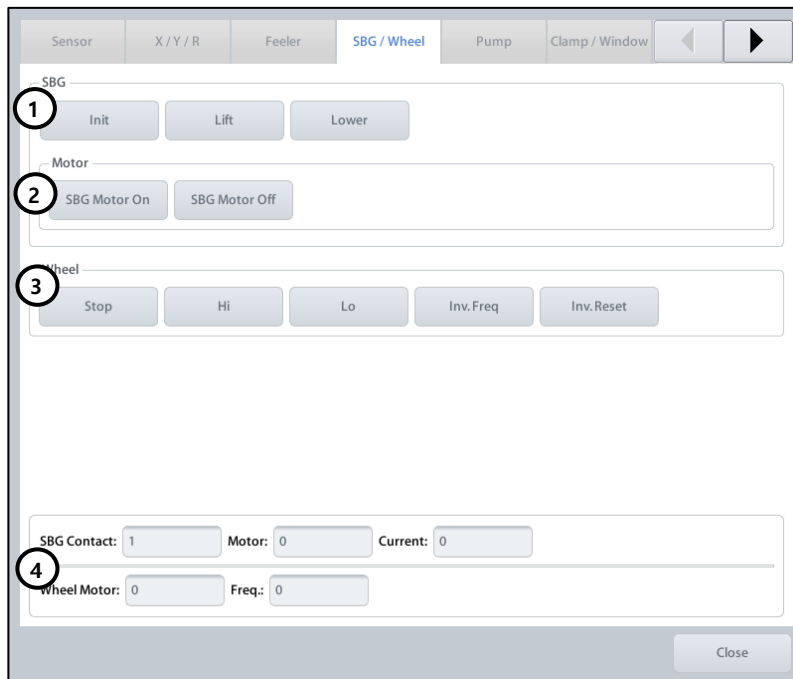 Sensor X / Y / R Feeler SBG / Wheel Pump Clamp / Window
SBG
1 Init Lift Lower
Motor
2 SBG Motor On SBG Motor Off
Wheel
3 Stop Hi Lo Inv. Freq Inv. Reset
SBG Contact: 1 Motor: 0 Current: 0
4
Wheel Motor: 0 Freq.: 0
Close